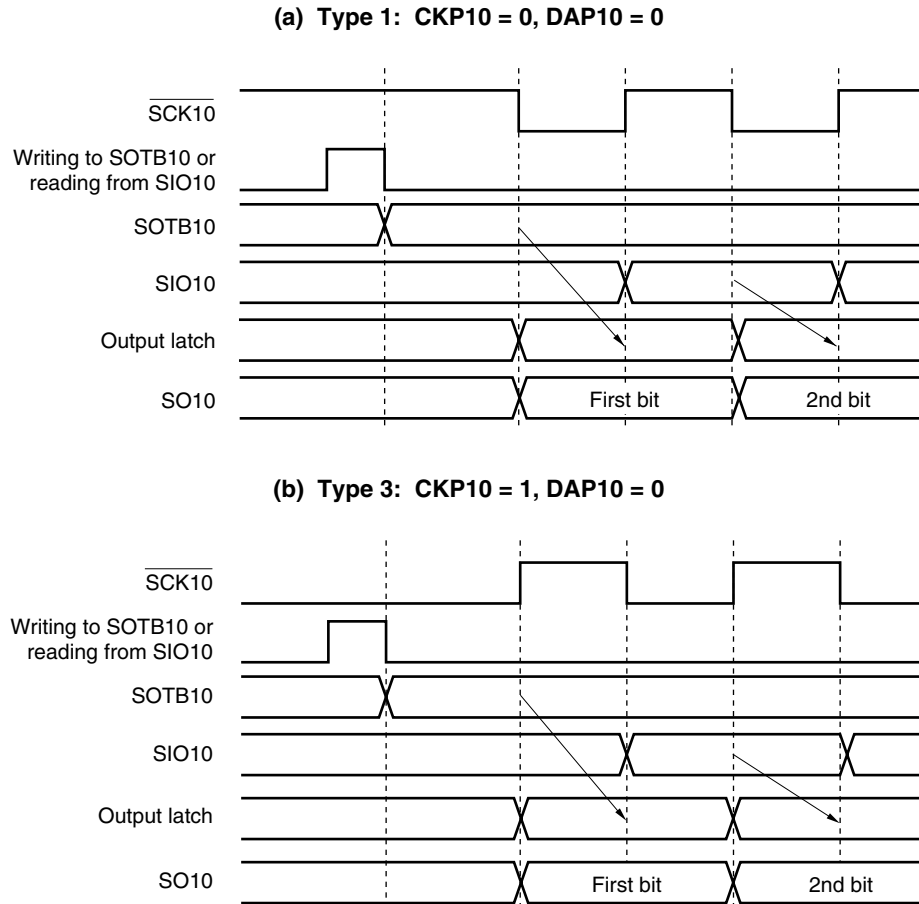 (a) Type 1: CKP10 = 0, DAP10 = 0
SCK10
Writing to SOTB10 or
reading from SIO10
SOTB10
SIO10
Output latch
SO10
First bit
2nd bit
(b) Type 3: CKP10 = 1, DAP10 = 0
SCK10
Writing to SOTB10 or
reading from SIO10
SOTB10
SIO10
Output latch
SO10
First bit
2nd bit